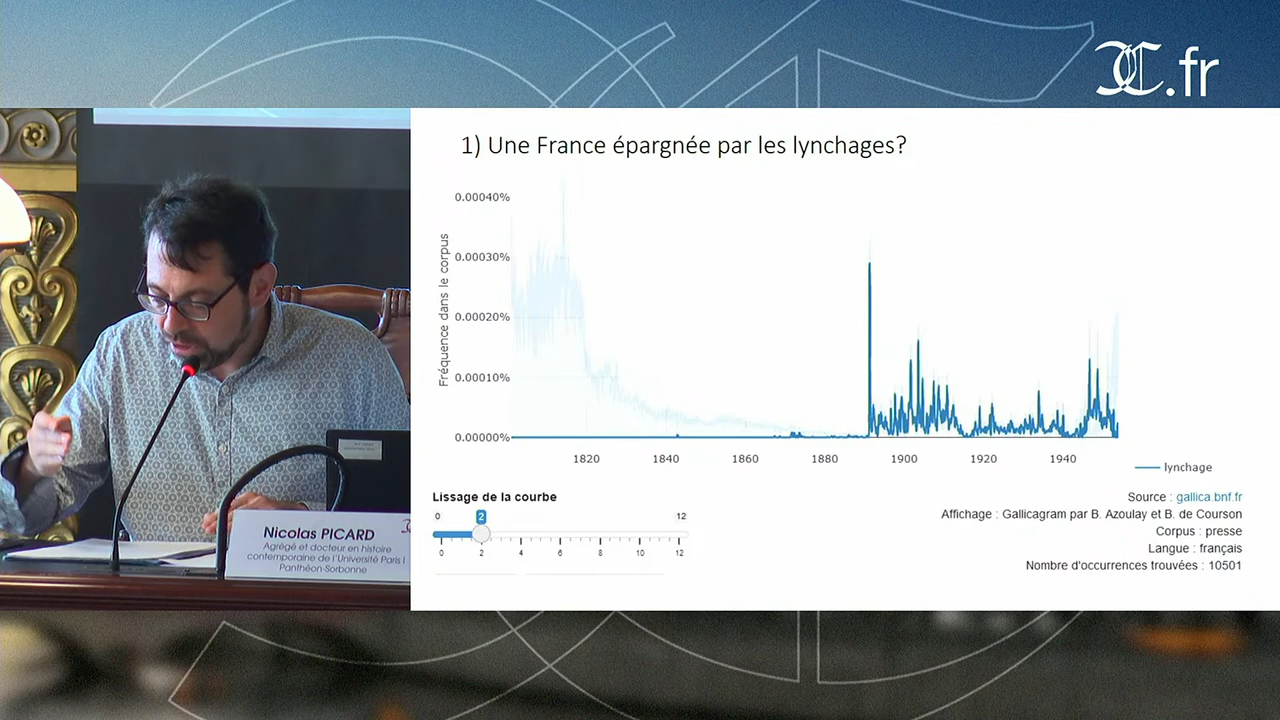 CC.fr
1) Une France épargnée par les lynchages?
Fréquence dans le corpus
0.00040%
0.00030%
0.00020%
0.00010%
0.00000%
1820 1840 1860 1880 1900 1920 1940
lynchage
Lissage de la courbe
0 2 12
0 2 4 6 8 10 12
Source : gallica.bnf.fr
Affichage : Gallicagram par B. Azoulay et B. de Courson
Corpus : presse
Langue : français
Nombre d'occurrences trouvées : 10501
Nicolas PICARD
Agrégé et docteur en histoire
contemporaine de l'Université Paris I
Panthéon-Sorbonne